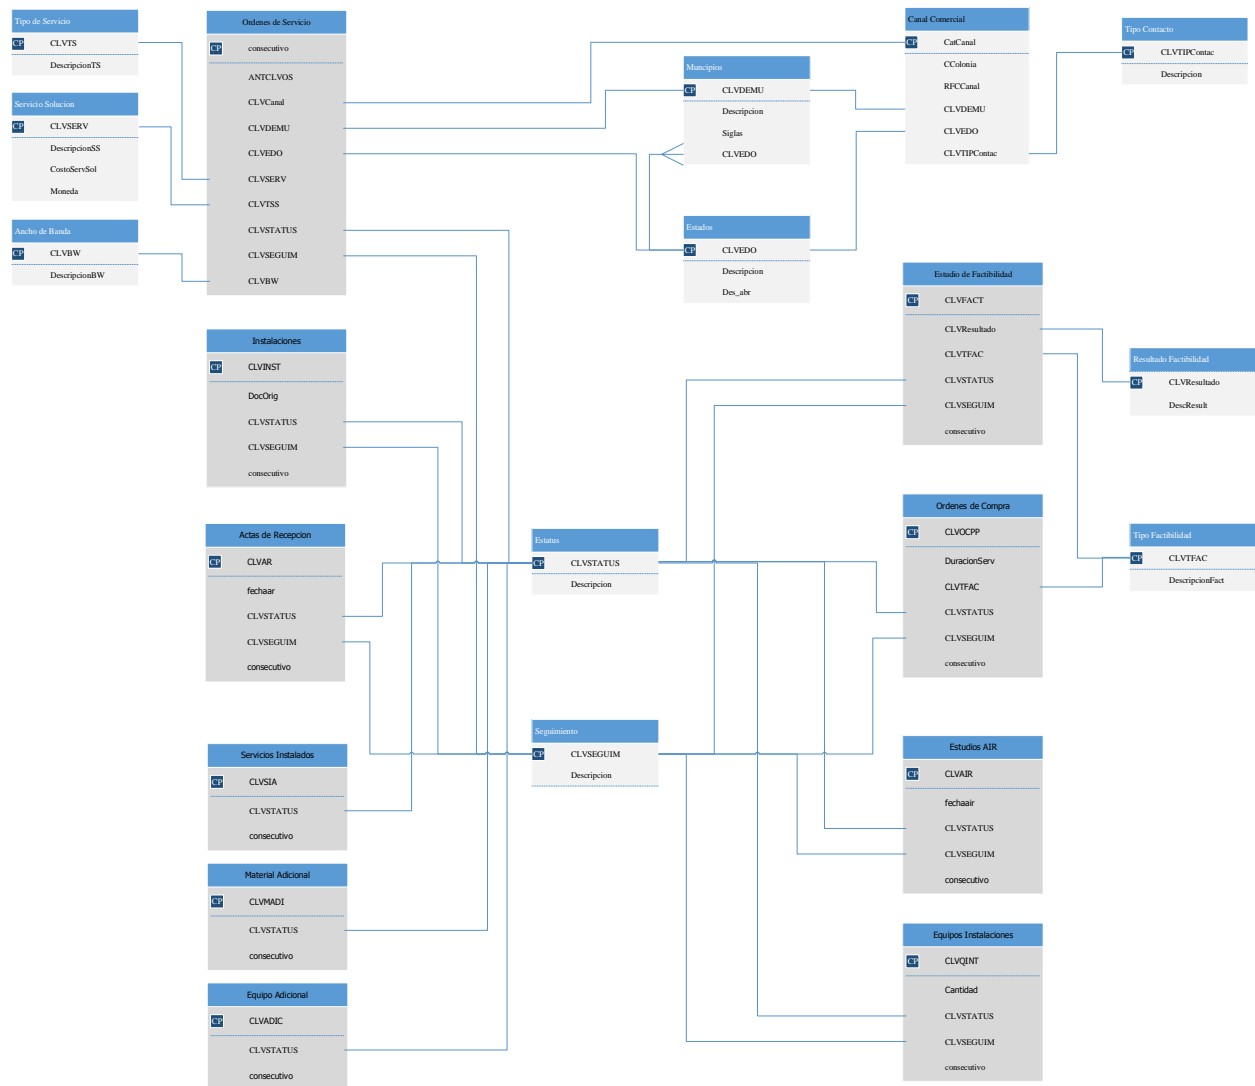 Tipo de Servicio
CP CLVTS
DescripcionTS
Servicio Solucion
CP CLVSERV
DescripcionSS
CostoServSol
Moneda
Ancho de Banda
CP CLVBW
DescripcionBW
Ordenes de Servicio
CP consecutivo
ANTCLVOS
CLVCanal
CLVDEMU
CLVEDO
CLVSERV
CLVTSS
CLVSTATUS
CLVSEGUIM
CLVBW
Muncipios
CP CLVDEMU
Descripcion
Siglas
CLVEDO
Estados
CP CLVEDO
Descripcion
Des_abr
Canal Comercial
CP CatCanal
CColonia
RFCCanal
CLVDEMU
CLVEDO
CLVTIPContac
Tipo Contacto
CP CLVTIPContac
Descripcion
Instalaciones
CP CLVINST
DocOrig
CLVSTATUS
CLVSEGUIM
consecutivo
Estudio de Factibilidad
CP CLVFACT
CLVResultado
CLVTFAC
CLVSTATUS
CLVSEGUIM
consecutivo
Resultado Factibilidad
CP CLVResultado
DescResult
Actas de Recepcion
CP CLVAR
fechaar
CLVSTATUS
CLVSEGUIM
consecutivo
Estatus
CP CLVSTATUS
Descripcion
Ordenes de Compra
CP CLVOCPP
DuracionServ
CLVTFAC
CLVSTATUS
CLVSEGUIM
consecutivo
Tipo Factibilidad
CP CLVTFAC
DescripcionFact
Seguimiento
CP CLVSEGUIM
Descripcion
Servicios Instalados
CP CLVSIA
CLVSTATUS
consecutivo
Estudios AIR
CP CLVAIR
fechaair
CLVSTATUS
CLVSEGUIM
consecutivo
Material Adicional
CP CLVMADI
CLVSTATUS
consecutivo
Equipos Instalaciones
CP CLVQINT
Cantidad
CLVSTATUS
CLVSEGUIM
consecutivo
Equipo Adicional
CP CLVADIC
CLVSTATUS
consecutivo